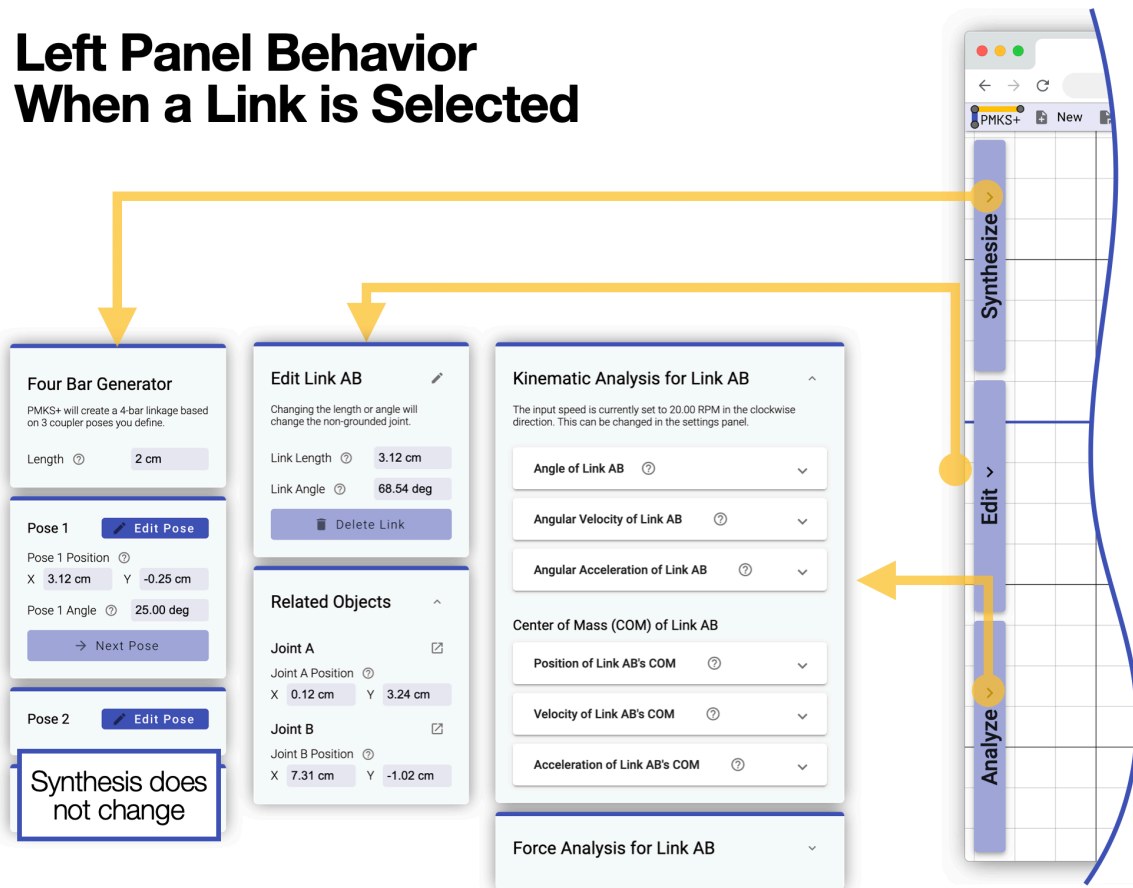 Left Panel Behavior
When a Link is Selected
PMKS+
New
Synthesize
Edit
Analyze
Four Bar Generator
PMKS+ will create a 4-bar linkage based
on 3 coupler poses you define.
Length
2 cm
Pose 1
Edit Pose
Pose 1 Position
X 3.12 cm Y -0.25 cm
Pose 1 Angle
25.00 deg
Next Pose
Pose 2
Edit Pose
Synthesis does
not change
Edit Link AB
Changing the length or angle will
change the non-grounded joint.
Link Length
3.12 cm
Link Angle
68.54 deg
Delete Link
Related Objects
Joint A
Joint A Position
X 0.12 cm Y 3.24 cm
Joint B
Joint B Position
X 7.31 cm Y -1.02 cm
Kinematic Analysis for Link AB
The input speed is currently set to 20.00 RPM in the clockwise
direction. This can be changed in the settings panel.
Angle of Link AB
Angular Velocity of Link AB
Angular Acceleration of Link AB
Center of Mass (COM) of Link AB
Position of Link AB's COM
Velocity of Link AB's COM
Acceleration of Link AB's COM
Force Analysis for Link AB